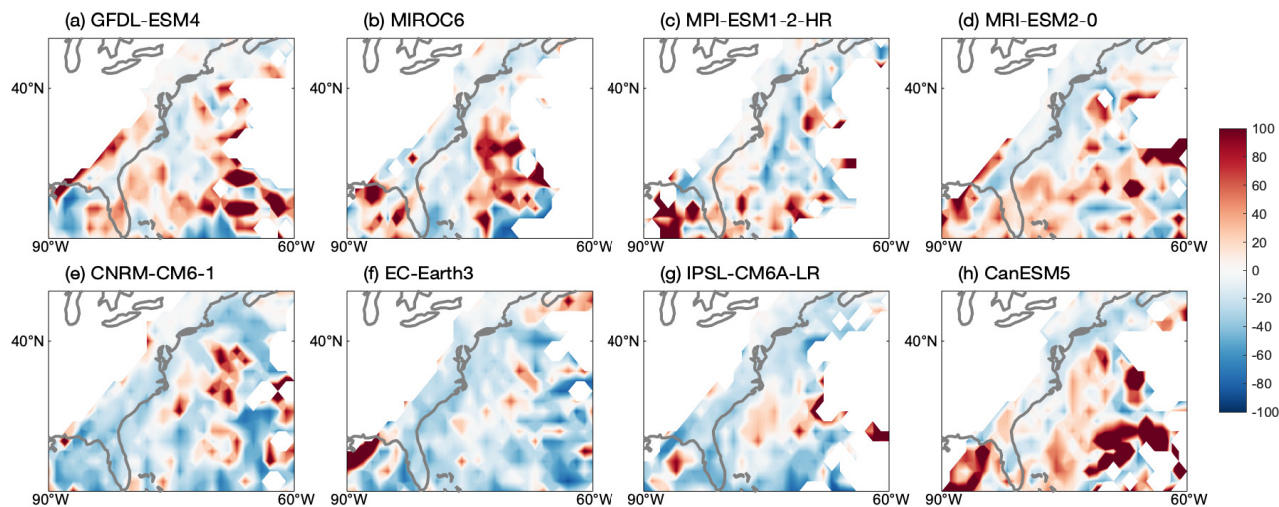 (a) GFDL-ESM4 (b) MIROC6 (c) MPI-ESM1-2-HR (d) MRI-ESM2-0
40°N 40°N 40°N 40°N
90°W 60°W 90°W 60°W 90°W 60°W 90°W 60°W
(e) CNRM-CM6-1 (f) EC-Earth3 (g) IPSL-CM6A-LR (h) CanESM5
40°N 40°N 40°N 40°N
90°W 60°W 90°W 60°W 90°W 60°W 90°W 60°W
100
80
60
40
20
0
-20
-40
-60
-80
-100